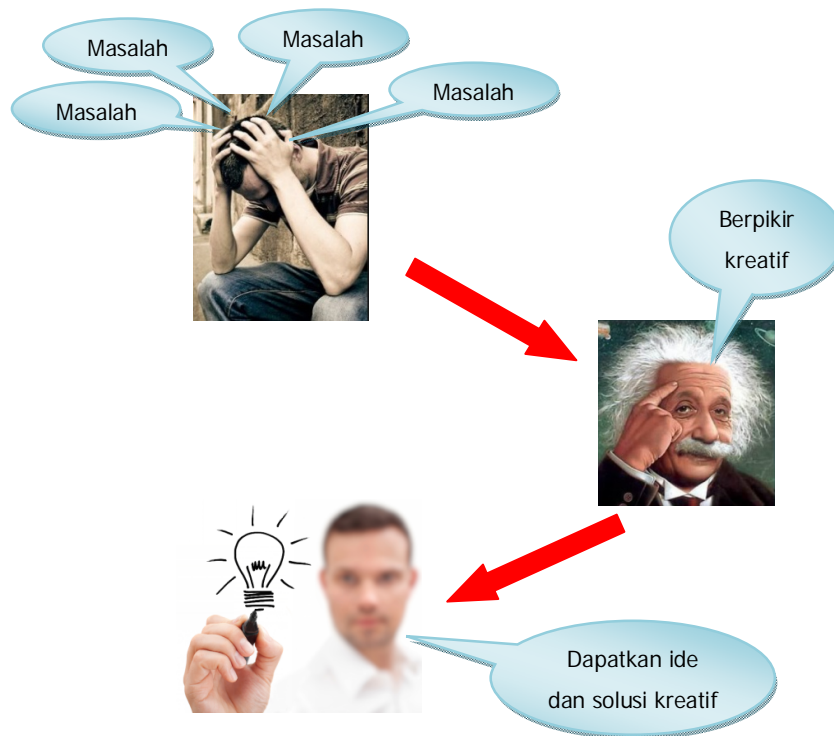 Masalah
Masalah
Masalah
Masalah
Berpikir
kreatif
Dapatkan ide
dan solusi kreatif